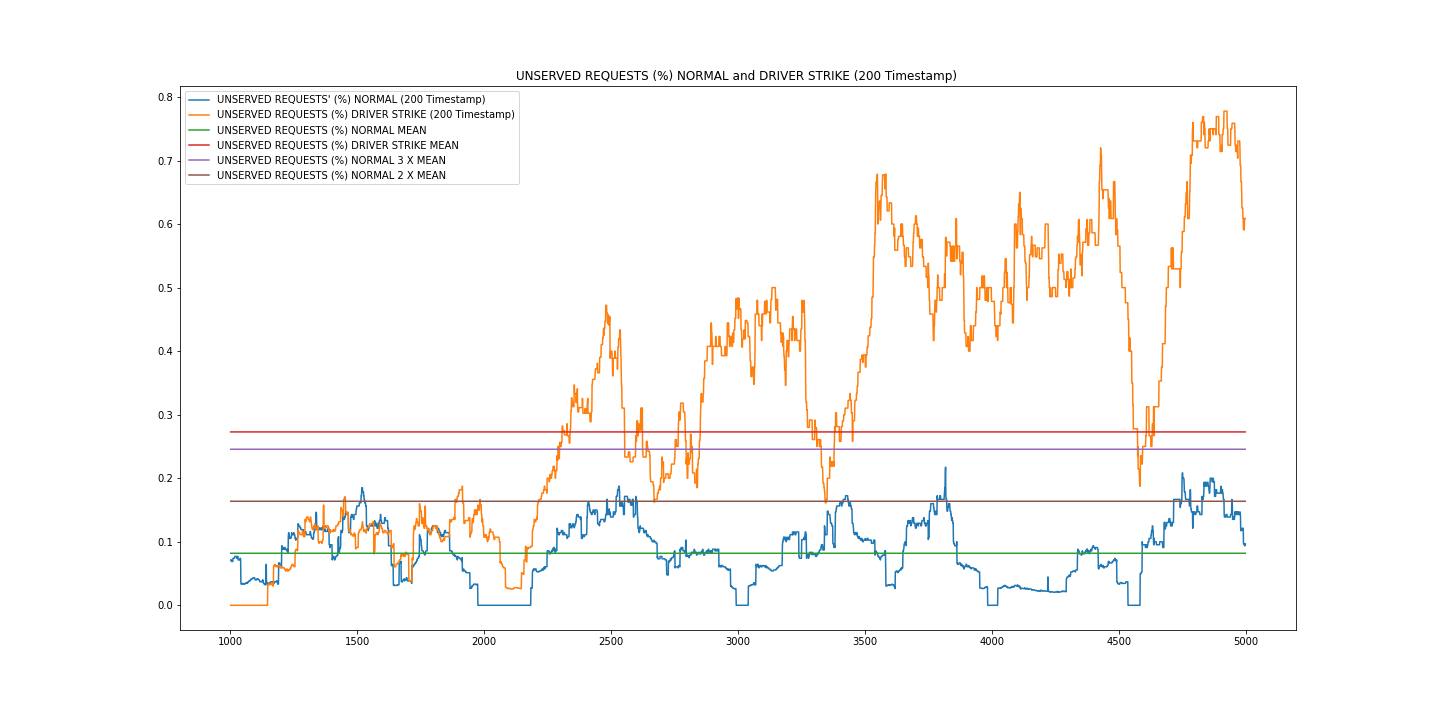 UNSERVED REQUESTS (%) NORMAL and DRIVER STRIKE (200 Timestamp)
UNSERVED REQUESTS' (%) NORMAL (200 Timestamp)
UNSERVED REQUESTS (%) DRIVER STRIKE (200 Timestamp)
UNSERVED REQUESTS (%) NORMAL MEAN
UNSERVED REQUESTS (%) DRIVER STRIKE MEAN
UNSERVED REQUESTS (%) NORMAL 3 X MEAN
UNSERVED REQUESTS (%) NORMAL 2 X MEAN
0.8
0.7
0.6
0.5
0.4
0.3
0.2
0.1
0.0
1000 1500 2000 2500 3000 3500 4000 4500 5000